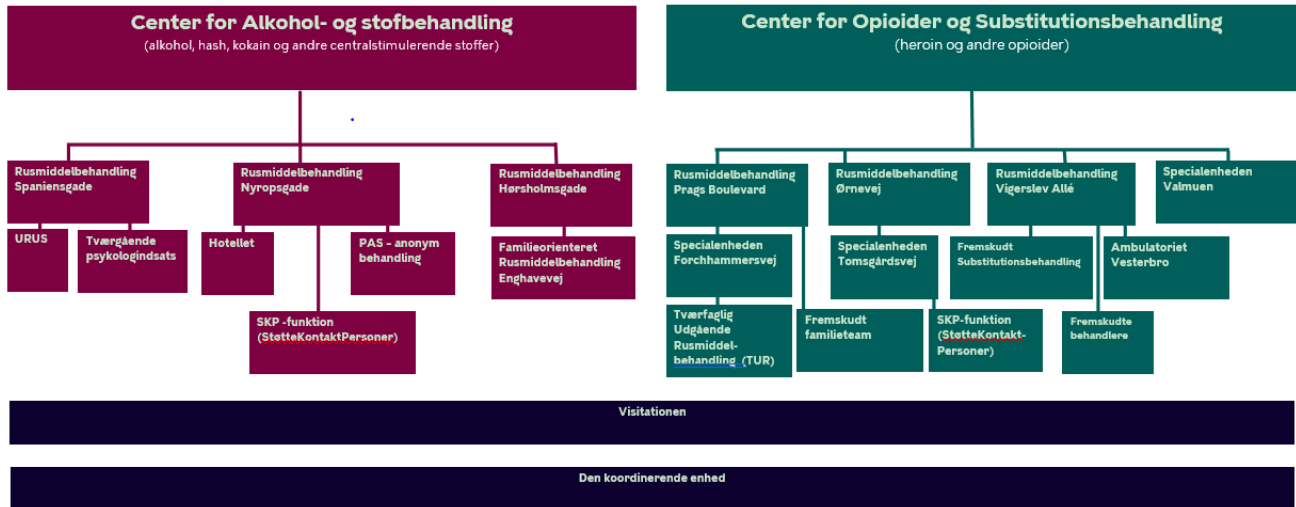 Center for Alkohol- og stofbehandling
(alkohol, hash, kokain og andre centralstimulerende stoffer)
Center for Opioider og Substitutionsbehandling
(heroin og andre opioider)
Rusmiddelbehandling
Spaniensgade
Rusmiddelbehandling
Nyropsgade
Rusmiddelbehandling
Hørsholmsgade
Rusmiddelbehandling
Prags Boulevard
Rusmiddelbehandling
Ørnevej
Rusmiddelbehandling
Vigerslev Allé
Specialenheden
Valmuen
URUS
Tværgående
psykologindsats
Hotellet
PAS - anonym
behandling
Familieorienteret
Rusmiddelbehandling
Enghavevej
Specialenheden
Forchhammersvej
Specialenheden
Tomsgårdsvej
Fremskudt
Substitutionsbehandling
Ambulatoriet
Vesterbro
SKP -funktion
(StøtteKontaktPersoner)
Tværfaglig
Udgående
Rusmiddel-
behandling (TUR)
Fremskudt
familieteam
SKP-funktion
(StøtteKontakt-
Personer)
Fremskudte
behandlere
Visitationen
Den koordinerende enhed